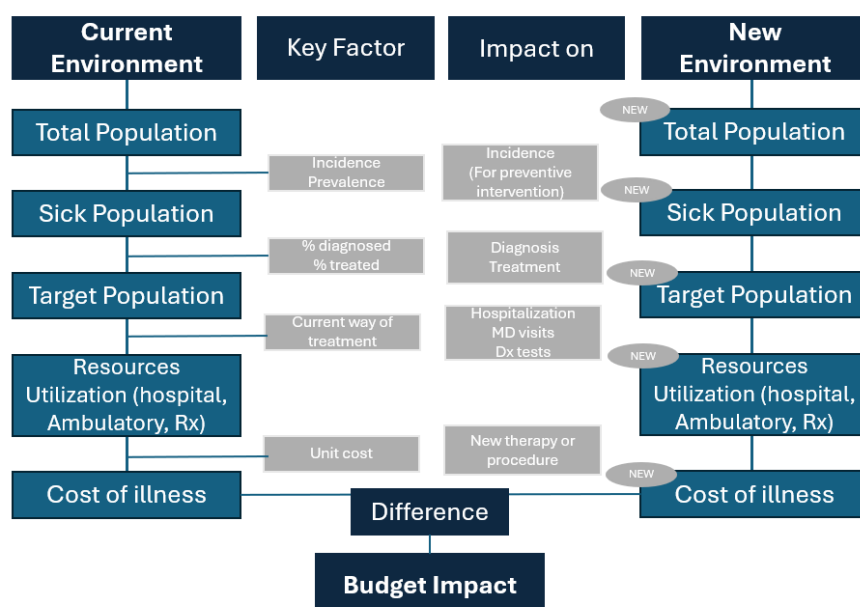 Current
Environment
Key Factor
Impact on
New
Environment
NEW
Total Population
Total Population
Incidence
Prevalence
Incidence
(For preventive
intervention)
NEW
Sick Population
Sick Population
% diagnosed
% treated
Diagnosis
Treatment
NEW
Target Population
Target Population
Current way of
treatment
Hospitalization
MD visits
Dx tests
NEW
Resources
Utilization (hospital,
Ambulatory, Rx)
Resources
Utilization (hospital,
Ambulatory, Rx)
Unit cost
New therapy or
procedure
NEW
Cost of illness
Cost of illness
Difference
Budget Impact